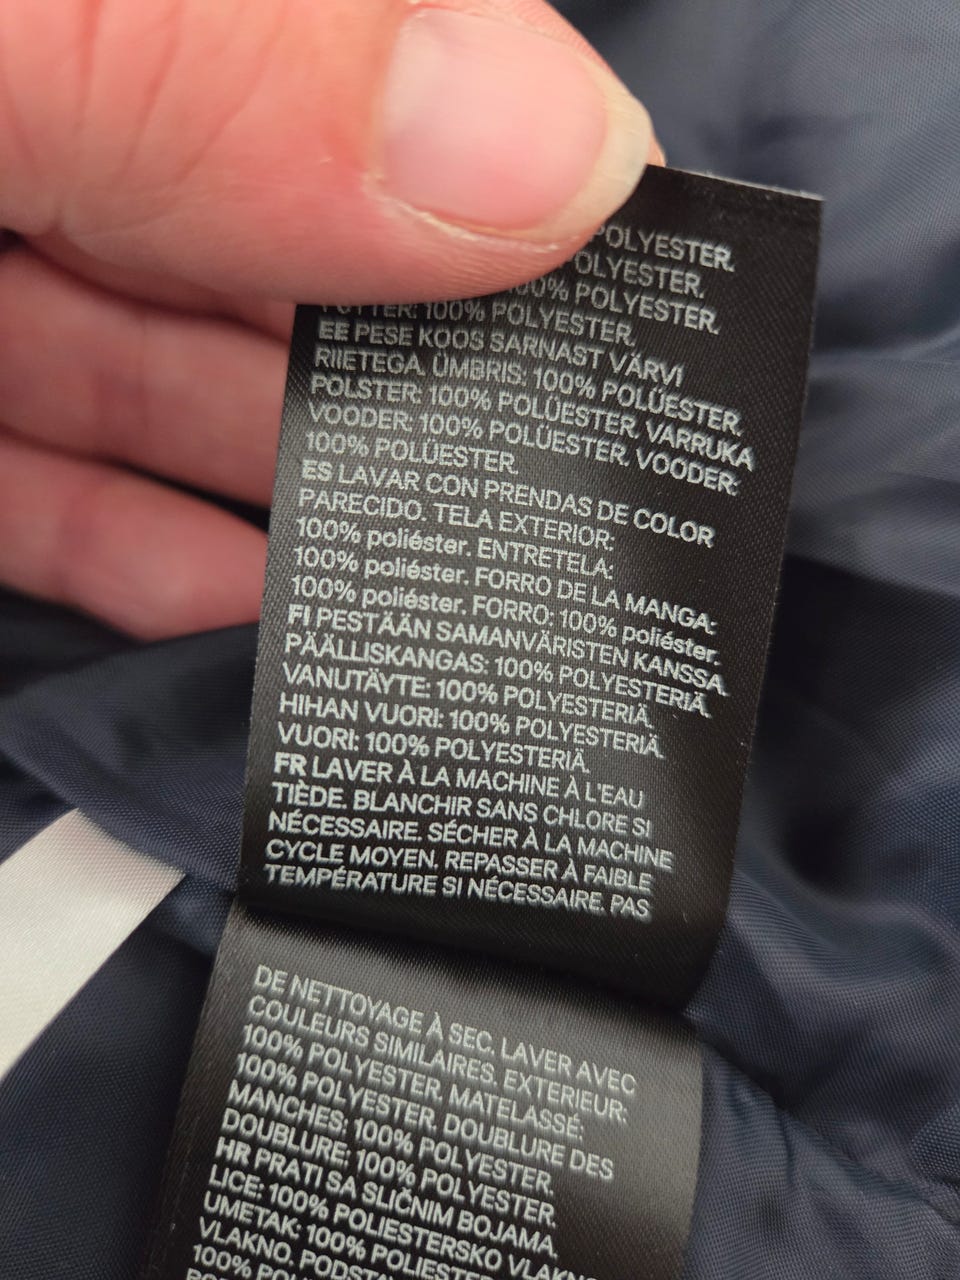 POLYESTER.
POLYESTER.
100% POLYESTER.
FUTTER: 100% POLYESTER.
EE PESE KOOS SARNAST VÄRVI
RIIETEGA. ÜMBRIS: 100% POLÜESTER.
POLSTER: 100% POLÜESTER. VARRUKA
VOODER: 100% POLÜESTER. VOODER:
100% POLÜESTER.
ES LAVAR CON PRENDAS DE COLOR
PARECIDO. TELA EXTERIOR:
100% poliéster. ENTRETELA:
100% poliéster. FORRO DE LA MANGA:
100% poliéster. FORRO: 100% poliéster.
FI PESTÄÄN SAMANVÄRISTEN KANSSA.
PÄÄLLISKANGAS: 100% POLYESTERIÄ.
VANUTÄYTE: 100% POLYESTERIÄ.
HIHAN VUORI: 100% POLYESTERIÄ.
VUORI: 100% POLYESTERIÄ.
FR LAVER À LA MACHINE À L'EAU
TIÈDE. BLANCHIR SANS CHLORE SI
NÉCESSAIRE. SÉCHER À LA MACHINE
CYCLE MOYEN. REPASSER À FAIBLE
TEMPÉRATURE SI NÉCESSAIRE. PAS
DE NETTOYAGE À SEC. LAVER AVEC
COULEURS SIMILAIRES. EXTERIEUR:
100% POLYESTER. MATELASSÉ:
100% POLYESTER. DOUBLURE DES
MANCHES: 100% POLYESTER.
DOUBLURE: 100% POLYESTER.
HR PRATI SA SLIČNIM BOJAMA.
LICE: 100% POLIESTERSKO VLAKNO.
UMETAK: 100% POLIESTERSKO
VLAKNO.
100%